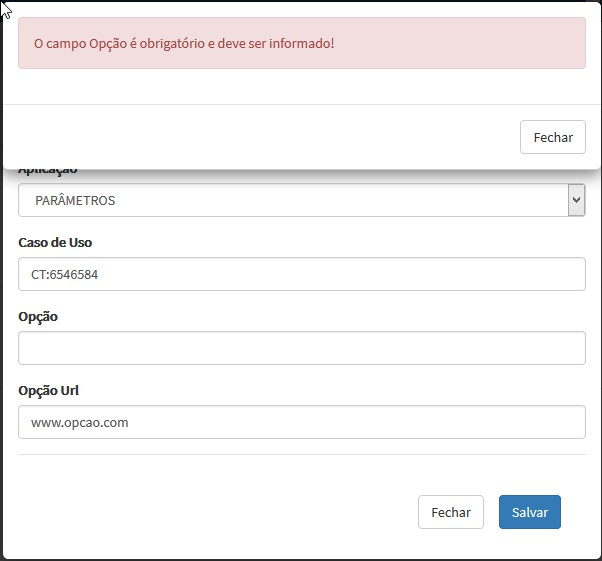 O campo Opção é obrigatório e deve ser informado!
Fechar
Aplicação
PARÂMETROS
Caso de Uso
CT:6546584
Opção
Opção Url
www.opcao.com
Fechar
Salvar